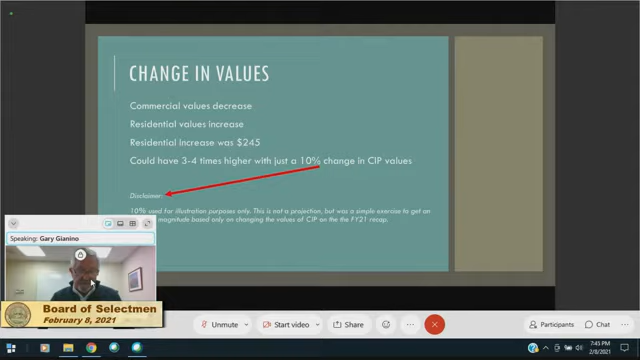 CHANGE IN VALUES
Commercial values decrease
Residential values increase
Residential increase was $245
Could have 3-4 times higher with just a 10% change in CIP values
Disclaimer:
10% used for illustration purposes only. This is not a projection, but was a simple exercise to get an
magnitude based only on changing the values of CIP on the the FY21 recap.
Speaking: Gary Gianino
Board of Selectmen
February 8, 2021
Unmute
Start video
Share
Participants
Chat
7:45 PM
2/8/2021